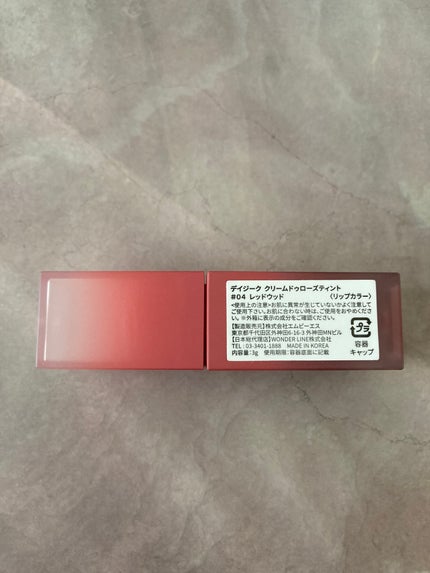 デイジーク クリームドゥローズティント
#04 レッドウッド 〈リップカラー〉
<使用上の注意>お肌に異常が生じていないかよく注意して
ご使用下さい。お肌に合わない時は、ご使用をおやめくださ
い。※外箱に表示の成分をご確認ください。
【製造販売元】株式会社エムピーエス
東京都千代田区外神田6-16-3 外神田MNビル
【日本総代理店】WONDER LINE株式会社
TEL : 03-3401-1888 MADE IN KOREA
内容量:3g 使用期限:容器底面に記載
プラ
容器
キャップ